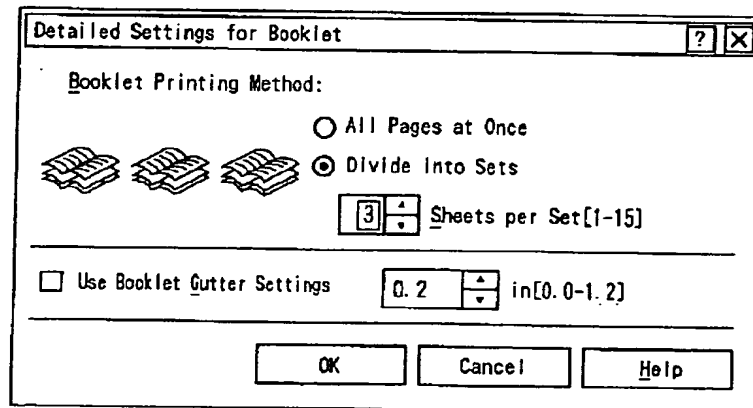 Detailed Settings for Booklet ? X
Booklet Printing Method:
All Pages at Once
Divide into Sets
3 Sheets per Set[1-15]
Use Booklet Gutter Settings 0.2 in[0.0-1.2]
OK Cancel Help